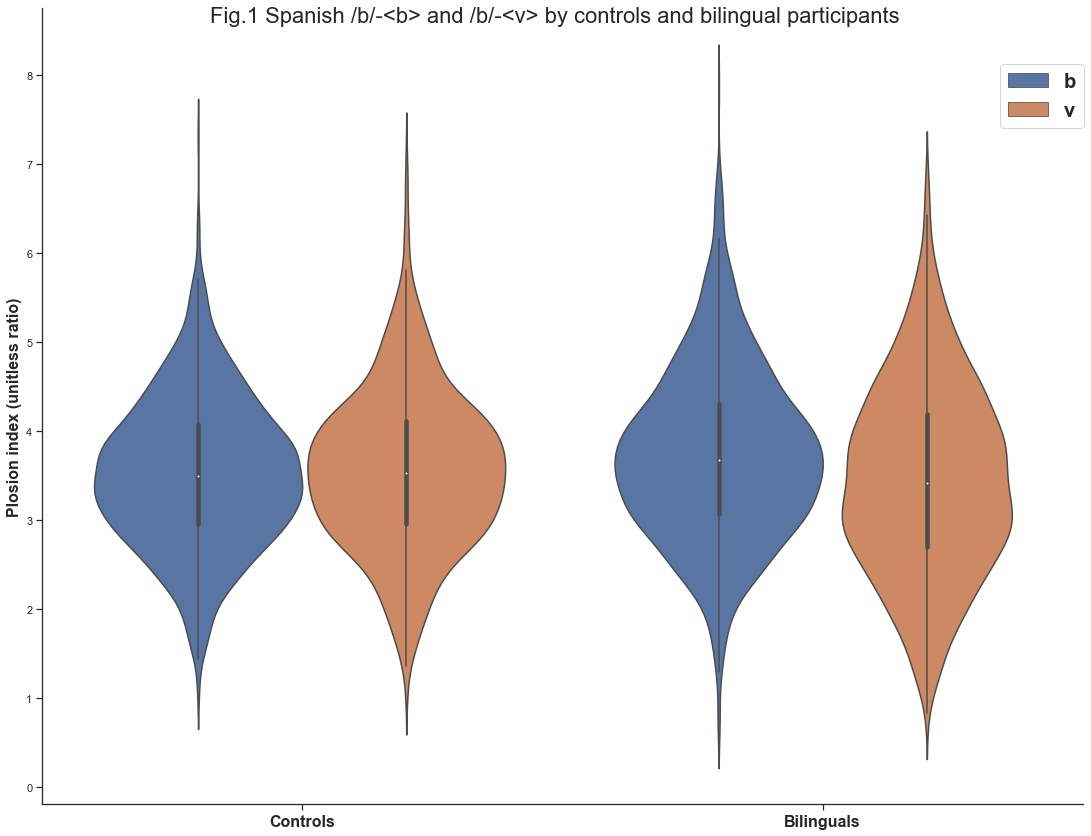 Fig.1 Spanish /b/-<b> and /b/-<v> by controls and bilingual participants
b
v
Plosion index (unitless ratio)
8
7
6
5
4
3
2
1
0
Controls
Bilinguals